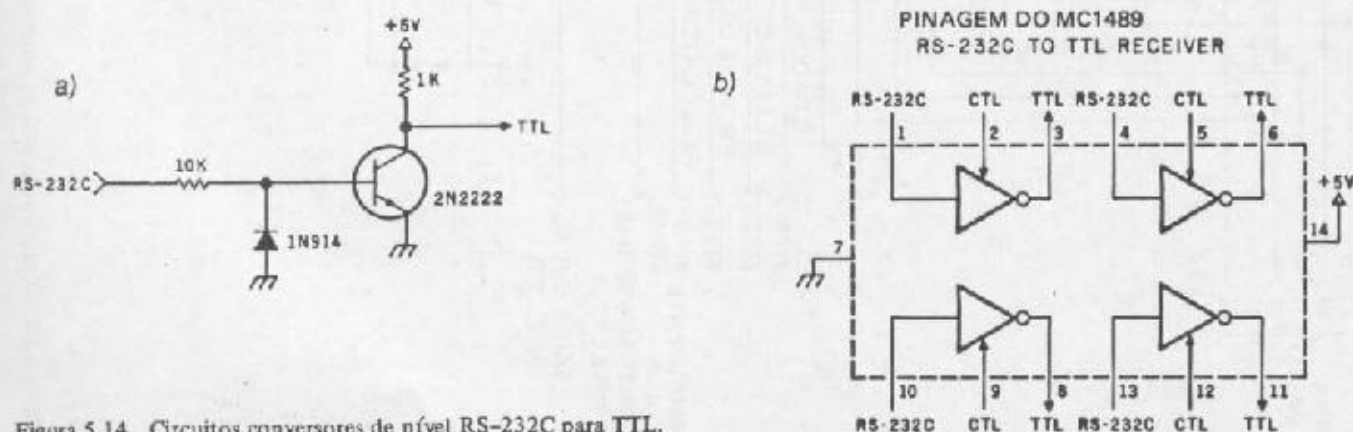 PINAGEM DO MC1489
RS-232C TO TTL RECEIVER
a)
+5V
1K
TTL
10K
RS-232C
2N2222
1N914
b)
RS-232C CTL TTL RS-232C CTL TTL
1 2 3 4 5 6
+5V
14
7
10 9 8 13 12 11
RS-232C CTL TTL RS-232C CTL TTL
Figura 5.14 Circuitos conversores de nível RS-232C para TTL.